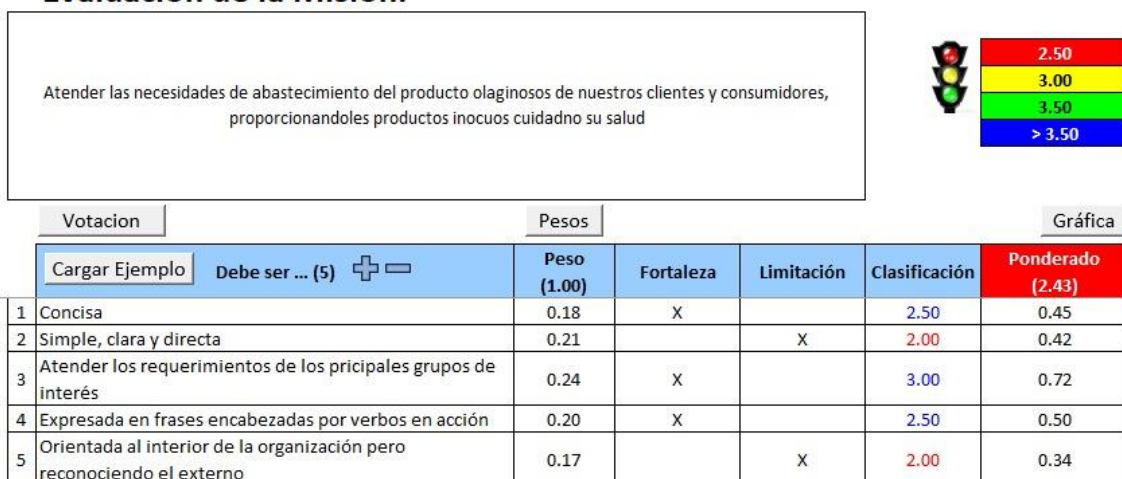 Evaluación de la Misión:
Atender las necesidades de abastecimiento del producto olaginosos de nuestros clientes y consumidores,
proporcionandoles productos inocuos cuidadno su salud
2.50
3.00
3.50
> 3.50
Votacion Pesos Gráfica
Cargar Ejemplo Debe ser ... (5) Peso (1.00) Fortaleza Limitación Clasificación Ponderado (2.43)
1 Concisa 0.18 X 2.50 0.45
2 Simple, clara y directa 0.21 X 2.00 0.42
3 Atender los requerimientos de los pricipales grupos de
interés 0.24 X 3.00 0.72
4 Expresada en frases encabezadas por verbos en acción 0.20 X 2.50 0.50
5 Orientada al interior de la organización pero
reconociendo el externo 0.17 X 2.00 0.34